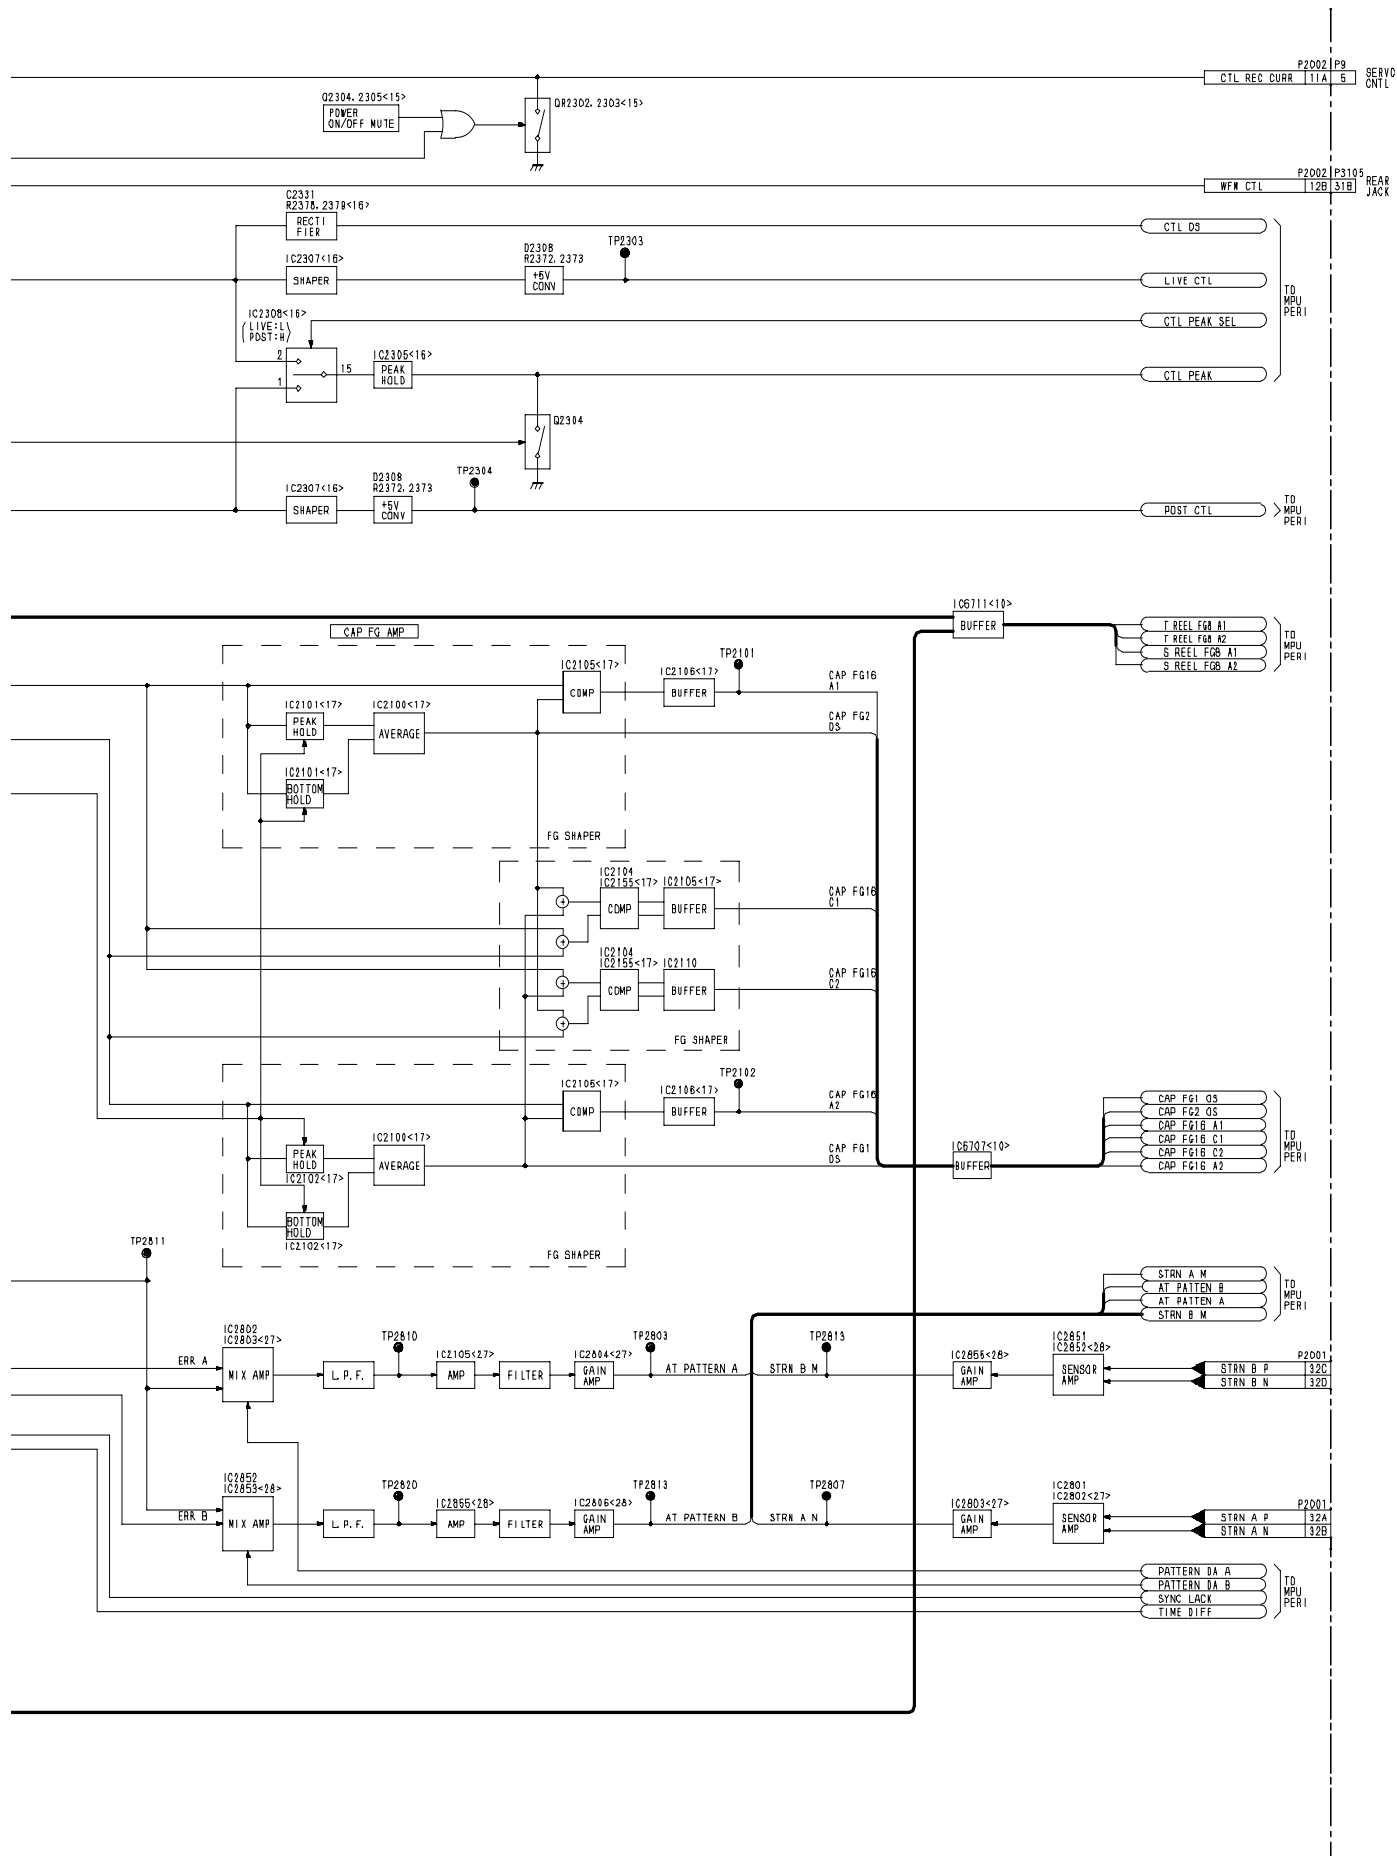 P2002 P9
CTL REC CURR 11A 5
SERVO
CNTL
Q2304, 2305<15>
POWER
ON/OFF MUTE
QR2302, 2303<15>
P2002 P3105
WFM CTL 12B 31B
REAR
JACK
C2331
R2378, 2379<16>
RECTI
FIER
CTL DS
IC2307<16>
SHAPER
D2308
R2372, 2373
+5V
CONV
TP2303
LIVE CTL
TO
MPU
PERI
IC2308<16>
(LIVE:L
POST:H)
CTL PEAK SEL
2
1
15
IC2305<16>
PEAK
HOLD
CTL PEAK
Q2304
IC2307<16>
SHAPER
D2308
R2372, 2373
+5V
CONV
TP2304
POST CTL
TO
MPU
PERI
IC6711<10>
BUFFER
T REEL FG8 A1
T REEL FG8 A2
S REEL FG8 A1
S REEL FG8 A2
TO
MPU
PERI
CAP FG AMP
IC2105<17>
COMP
IC2106<17>
BUFFER
TP2101
CAP FG16
A1
IC2101<17>
PEAK
HOLD
IC2100<17>
AVERAGE
CAP FG2
DS
IC2101<17>
BOTTOM
HOLD
FG SHAPER
IC2104
IC2155<17>
COMP
IC2105<17>
BUFFER
CAP FG16
C1
IC2104
IC2155<17>
COMP
IC2110
BUFFER
CAP FG16
C2
FG SHAPER
IC2106<17>
COMP
IC2106<17>
BUFFER
TP2102
CAP FG16
A2
PEAK
HOLD
IC2102<17>
IC2100<17>
AVERAGE
CAP FG1
DS
IC6707<10>
BUFFER
CAP FG1 DS
CAP FG2 DS
CAP FG16 A1
CAP FG16 C1
CAP FG16 C2
CAP FG16 A2
TO
MPU
PERI
BOTTOM
HOLD
IC2102<17>
FG SHAPER
TP2811
STRN A M
AT PATTEN B
AT PATTEN A
STRN B M
TO
MPU
PERI
ERR A
IC2802
IC2803<27>
MIX AMP
L.P.F.
TP2810
IC2105<27>
AMP
FILTER
IC2804<27>
GAIN
AMP
TP2803
AT PATTERN A
STRN B M
TP2813
IC2855<28>
GAIN
AMP
IC2851
IC2852<28>
SENSOR
AMP
P2001
STRN B P 32C
STRN B N 32D
ERR B
IC2852
IC2853<28>
MIX AMP
L.P.F.
TP2820
IC2855<28>
AMP
FILTER
IC2806<28>
GAIN
AMP
TP2813
AT PATTERN B
STRN A N
TP2807
IC2803<27>
GAIN
AMP
IC2801
IC2802<27>
SENSOR
AMP
P2001
STRN A P 32A
STRN A N 32B
PATTERN DA A
PATTERN DA B
SYNC LACK
TIME DIFF
TO
MPU
PERI